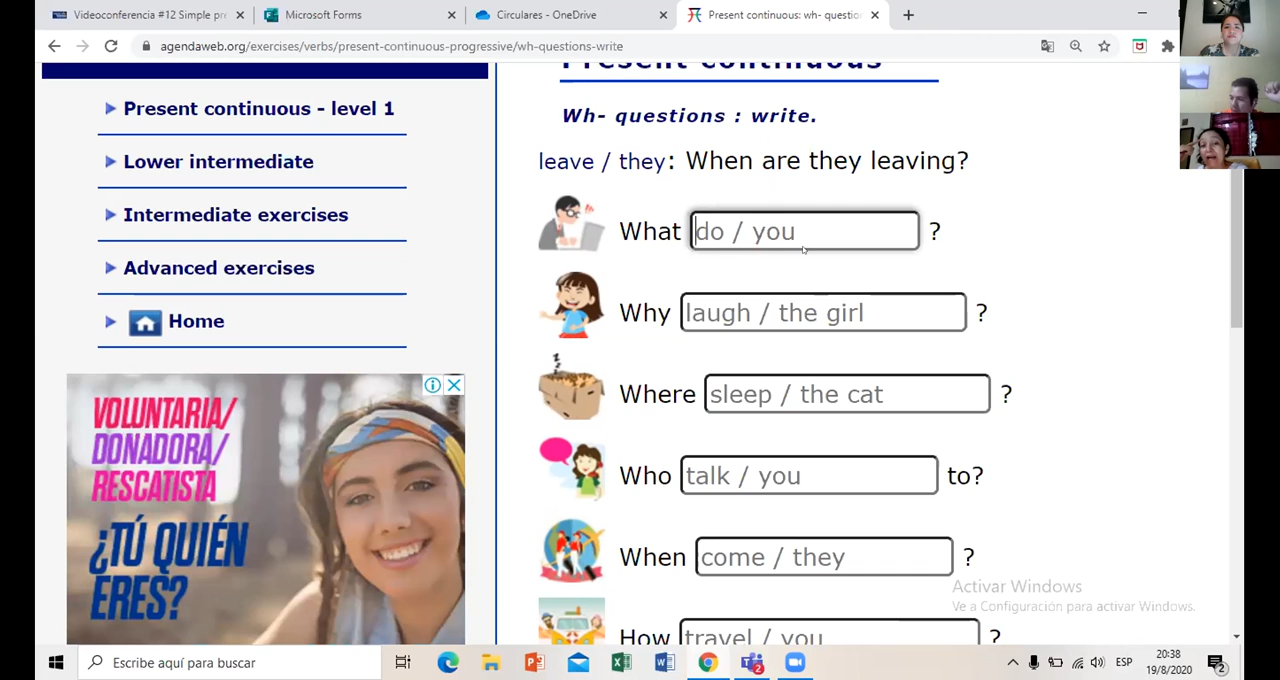 Videoconferencia #12 Simple pre
Microsoft Forms
Circulares - OneDrive
Present continuous: wh- questio
agendaweb.org/exercises/verbs/present-continuous-progressive/wh-questions-write
Present continuous - level 1
Lower intermediate
Intermediate exercises
Advanced exercises
Home
VOLUNTARIA/
DONADORA/
RESCATISTA
¿TÚ QUIÉN
ERES?
Present continuous
Wh- questions : write.
leave / they: When are they leaving?
What do / you ?
Why laugh / the girl ?
Where sleep / the cat ?
Who talk / you to?
When come / they ?
How travel / you ?
Activar Windows
Ve a Configuración para activar Windows.
Escribe aquí para buscar
ESP
20:38
19/8/2020
2
2